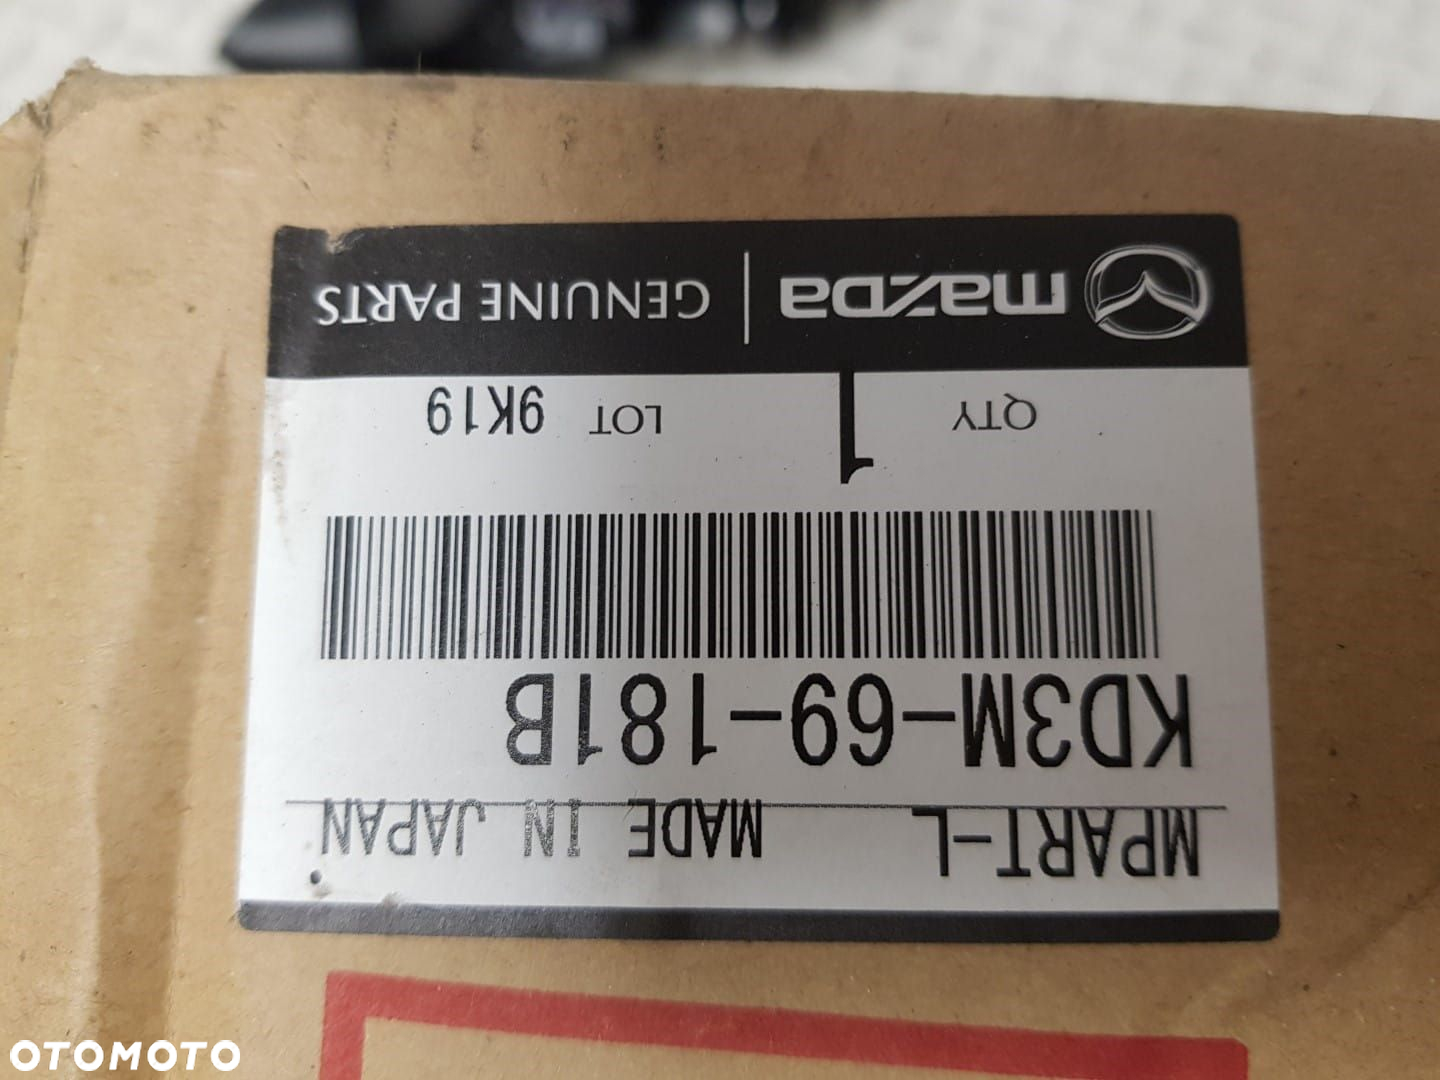 MPART-L MADE IN JAPAN
KD3M-69-181B
QTY 1 LOT 9K19
mazda GENUINE PARTS
OTOMOTO